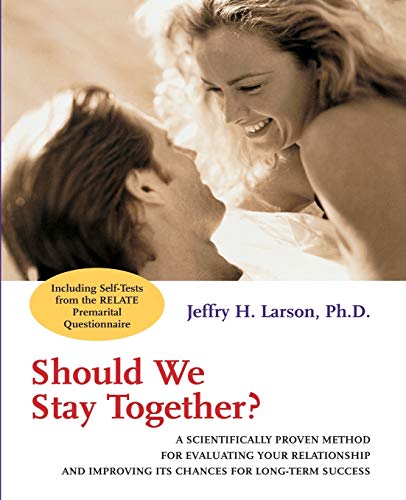 Including Self-Tests
from the RELATE
Premarital
Questionnaire
Jeffry H. Larson, Ph.D.
Should We
Stay Together?
A SCIENTIFICALLY PROVEN METHOD
FOR EVALUATING YOUR RELATIONSHIP
AND IMPROVING ITS CHANCES FOR LONG-TERM SUCCESS